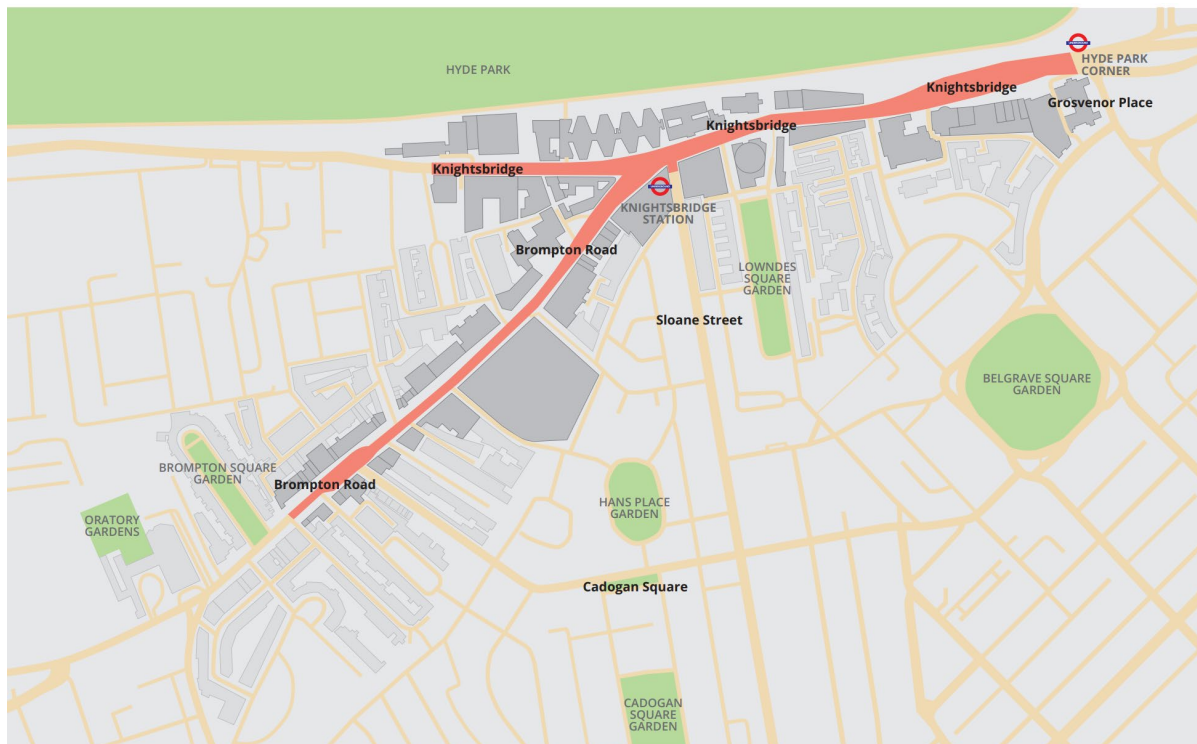 HYDE PARK
HYDE PARK
CORNER
Knightsbridge
Grosvenor Place
Knightsbridge
Knightsbridge
KNIGHTSBRIDGE
STATION
Brompton Road
LOWNDES
SQUARE
GARDEN
Sloane Street
BELGRAVE SQUARE
GARDEN
BROMPTON SQUARE
GARDEN
Brompton Road
HANS PLACE
GARDEN
ORATORY
GARDENS
Cadogan Square
CADOGAN
SQUARE
GARDEN